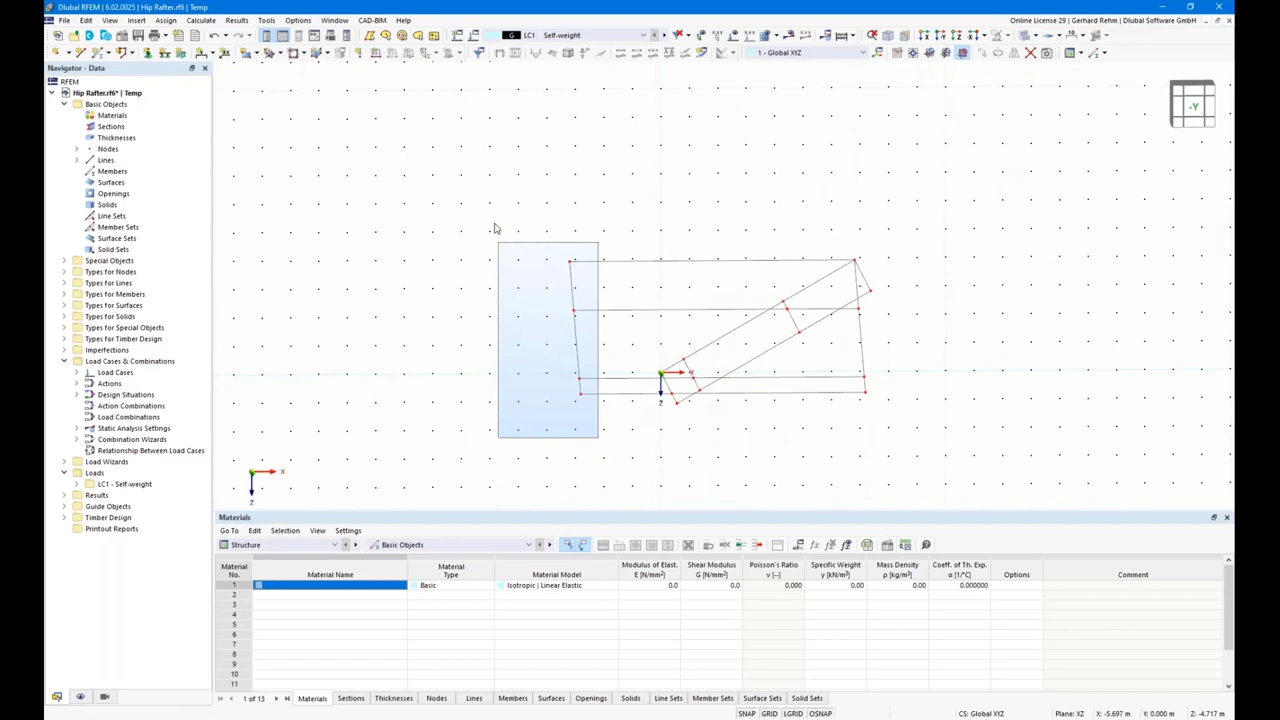 Dlubal RFEM | 6.02.0025 | Hip Rafter.rf6* | Temp
File Edit View Insert Assign Calculate Results Tools Options Window CAD-BIM Help
Online License 29 | Gerhard Rehm | Dlubal Software GmbH
G LC1 Self-weight
1 - Global XYZ
Navigator - Data
RFEM
Hip Rafter.rf6* | Temp
Basic Objects
Materials
Sections
Thicknesses
Nodes
Lines
Members
Surfaces
Openings
Solids
Line Sets
Member Sets
Surface Sets
Solid Sets
Special Objects
Types for Nodes
Types for Lines
Types for Members
Types for Surfaces
Types for Solids
Types for Special Objects
Types for Timber Design
Imperfections
Load Cases & Combinations
Load Cases
Actions
Design Situations
Action Combinations
Load Combinations
Static Analysis Settings
Combination Wizards
Relationship Between Load Cases
Load Wizards
Loads
LC1 - Self-weight
Results
Guide Objects
Timber Design
Printout Reports
-Y
X
Z
X
Z
Materials
Go To Edit Selection View Settings
Structure Basic Objects
Material No. Material Name Material Type Material Model Modulus of Elast. E [N/mm²] Shear Modulus G [N/mm²] Poisson's Ratio ν [--] Specific Weight γ [kN/m³] Mass Density ρ [kg/m³] Coeff. of Th. Exp. α [1/°C] Options Comment
1 Basic Isotropic | Linear Elastic 0.0 0.0 0.000 0.00 0.00 0.000000
2
3
4
5
6
7
8
9
10
11
1 of 13 Materials Sections Thicknesses Nodes Lines Members Surfaces Openings Solids Line Sets Member Sets Surface Sets Solid Sets
SNAP GRID LGRID OSNAP CS: Global XYZ Plane: XZ X: -5.697 m Y: 0.000 m Z: -4.717 m